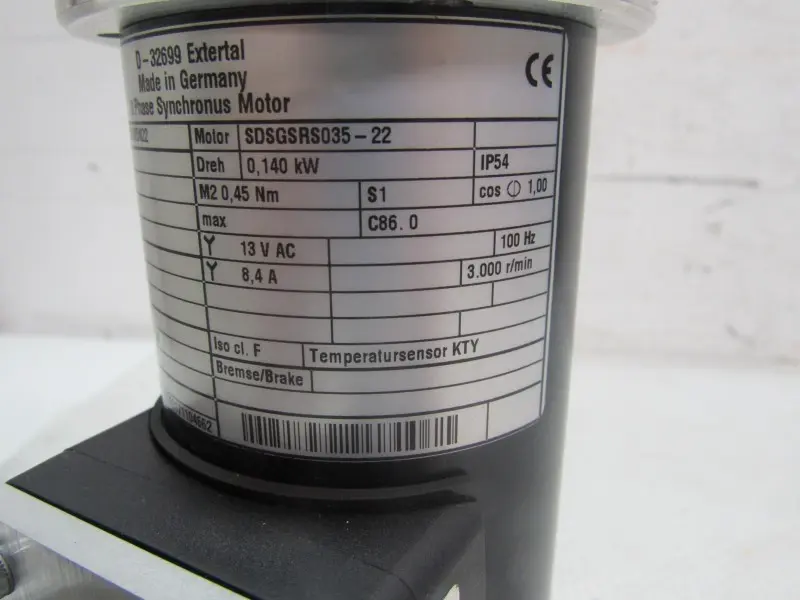 D-32699 Extertal
Made in Germany
CE
Phase Synchronus Motor
Motor SDSGSRS035-22
Dreh 0,140 kW IP54
M2 0,45 Nm S1 cos ϕ 1,00
max C86.0
Y 13 V AC 100 Hz
Y 8,4 A 3.000 r/min
Iso cl. F Temperatursensor KTY
Bremse/Brake